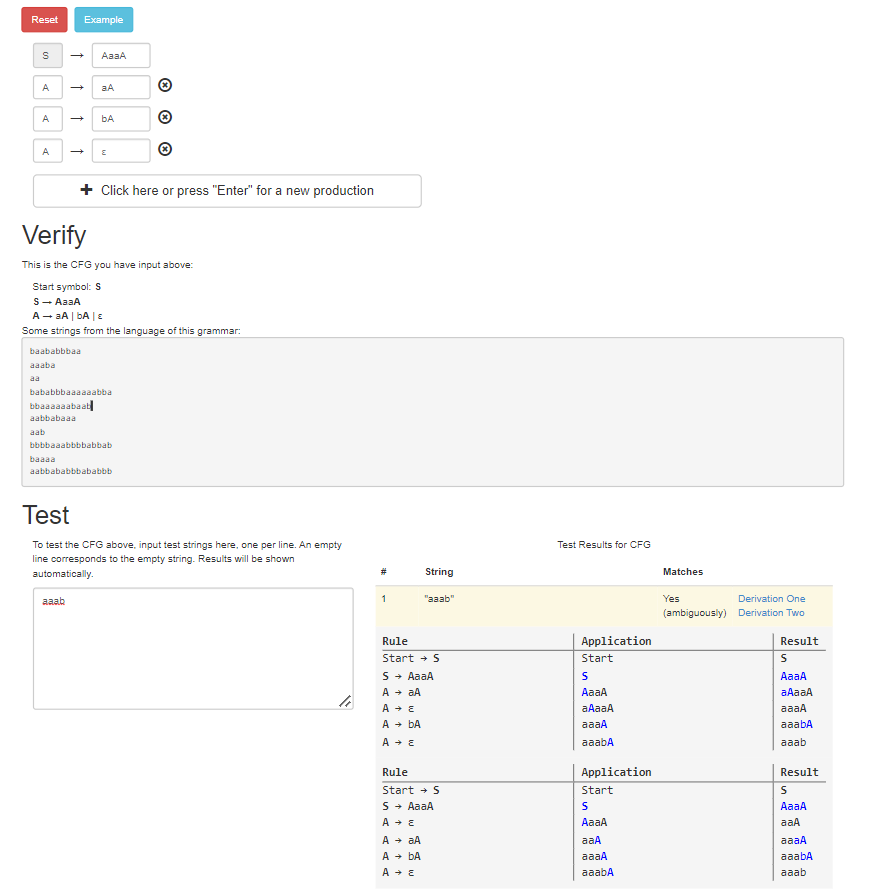 Reset Example
S → AaaA
A → aA
A → bA
A → ε
Click here or press "Enter" for a new production
Verify
This is the CFG you have input above:
Start symbol: S
S → AaaA
A → aA | bA | ε
Some strings from the language of this grammar:
baababbbaa
aaaba
aa
bababbbaaaaaabba
bbaaaaaabaab
aabbabaaa
aab
bbbbaaabbbbabbab
baaaa
aabbababbbababbb
Test
To test the CFG above, input test strings here, one per line. An empty
line corresponds to the empty string. Results will be shown
automatically.
aaab
Test Results for CFG
# String Matches
1 "aaab" Yes Derivation One
(ambiguously) Derivation Two
Rule Application Result
Start → S Start S
S → AaaA S AaaA
A → aA AaaA aAaaA
A → ε aAaaA aaaA
A → bA aaaA aaabA
A → ε aaabA aaab
Rule Application Result
Start → S Start S
S → AaaA S AaaA
A → ε AaaA aaA
A → aA aaA aaaA
A → bA aaaA aaabA
A → ε aaabA aaab